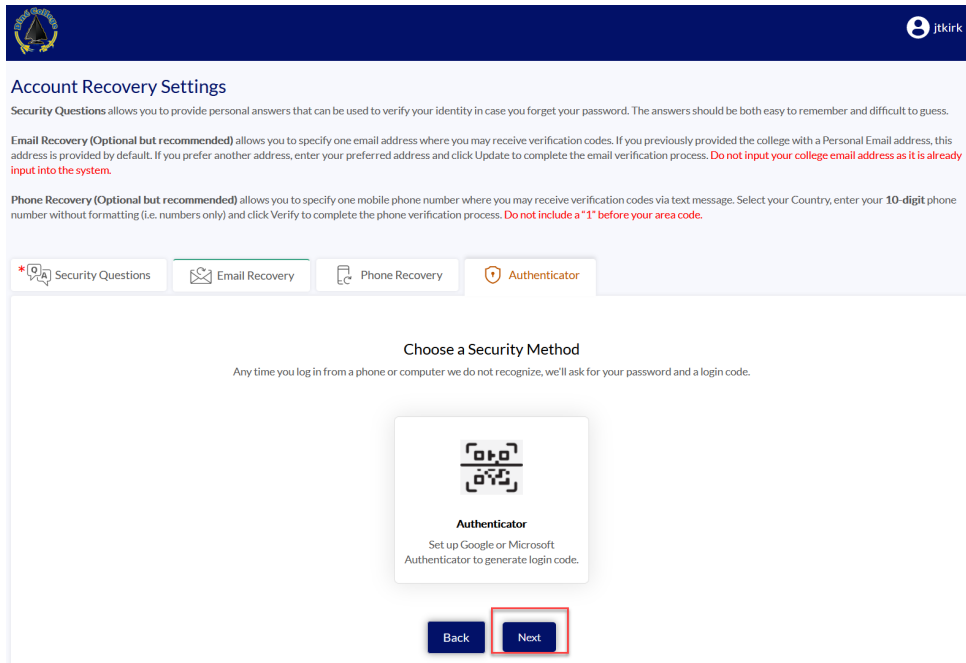 Diné College
jtkirk
Account Recovery Settings
Security Questions allows you to provide personal answers that can be used to verify your identity in case you forget your password. The answers should be both easy to remember and difficult to guess.
Email Recovery (Optional but recommended) allows you to specify one email address where you may receive verification codes. If you previously provided the college with a Personal Email address, this
address is provided by default. If you prefer another address, enter your preferred address and click Update to complete the email verification process. Do not input your college email address as it is already
input into the system.
Phone Recovery (Optional but recommended) allows you to specify one mobile phone number where you may receive verification codes via text message. Select your Country, enter your 10-digit phone
number without formatting (i.e. numbers only) and click Verify to complete the phone verification process. Do not include a "1" before your area code.
* Q A Security Questions
Email Recovery
Phone Recovery
Authenticator
Choose a Security Method
Any time you log in from a phone or computer we do not recognize, we'll ask for your password and a login code.
Authenticator
Set up Google or Microsoft
Authenticator to generate login code.
Back
Next